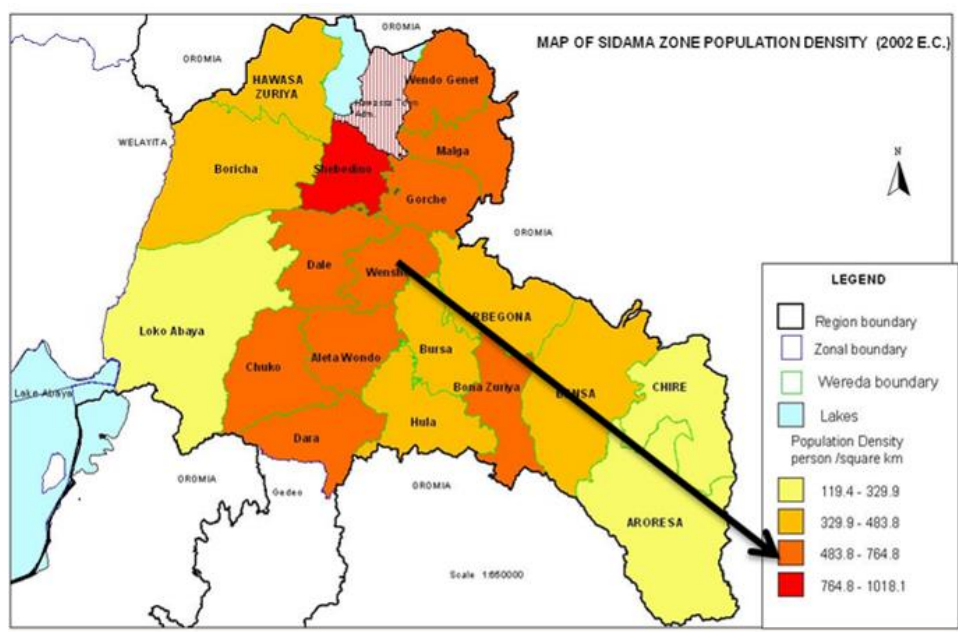 MAP OF SIDAMA ZONE POPULATION DENSITY (2002 E.C.)
OROMIA
OROMIA
OROMIA
HAWASA
ZURIYA
Wendo Genet
Adm.
WELAYITA
Boricha
Shebedino
Malga
Gorche
N
OROMIA
Dale
Loko Abaya
Bursa
Chuko
Aleta Wondo
Bona Zuriya
CHIRE
Lake Abaya
Hula
Dara
OROMIA
Gedeo
OROMIA
ARORESA
Scale 1:650000
LEGEND
Region boundary
Zonal boundary
Wereda boundary
Lakes
Population Density
person /square km
119.4 - 329.9
329.9 - 483.8
483.8 - 764.8
764.8 - 1018.1